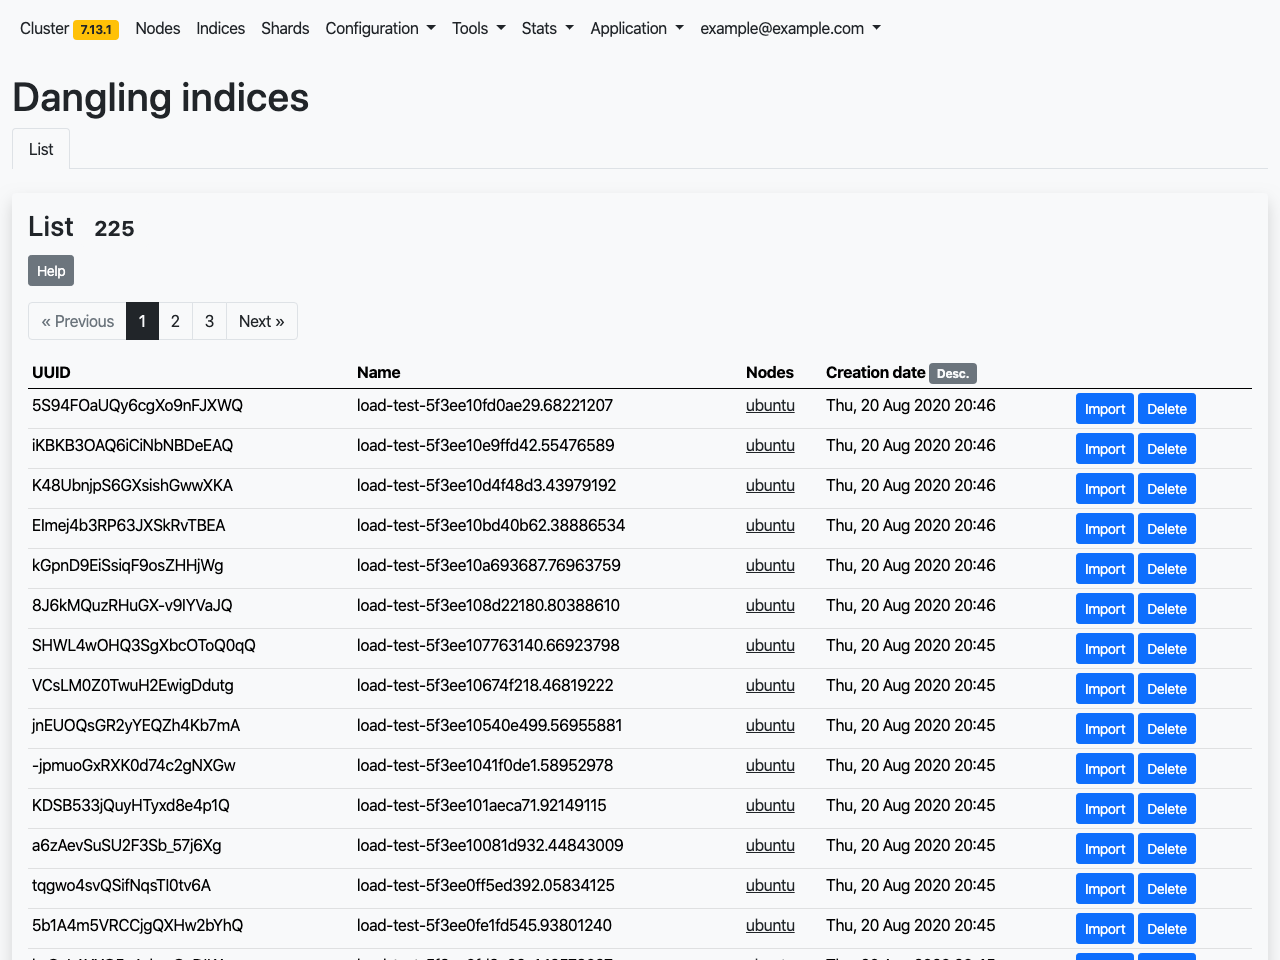 Cluster 7.13.1 Nodes Indices Shards Configuration Tools Stats Application example@example.com
Dangling indices
List
List 225
Help
« Previous 1 2 3 Next »
UUID Name Nodes Creation date Desc.
5S94FOaUQy6cgXo9nFJXWQ load-test-5f3ee10fd0ae29.68221207 ubuntu Thu, 20 Aug 2020 20:46 Import Delete
iKBKB3OAQ6iCiNbNBDeEAQ load-test-5f3ee10e9ffd42.55476589 ubuntu Thu, 20 Aug 2020 20:46 Import Delete
K48UbnjpS6GXsishGwwXKA load-test-5f3ee10d4f48d3.43979192 ubuntu Thu, 20 Aug 2020 20:46 Import Delete
EImej4b3RP63JXSkRvTBEA load-test-5f3ee10bd40b62.38886534 ubuntu Thu, 20 Aug 2020 20:46 Import Delete
kGpnD9EiSsiqF9osZHHjWg load-test-5f3ee10a693687.76963759 ubuntu Thu, 20 Aug 2020 20:46 Import Delete
8J6kMQuzRHuGX-v9IYVaJQ load-test-5f3ee108d22180.80388610 ubuntu Thu, 20 Aug 2020 20:46 Import Delete
SHWL4wOHQ3SgXbcOToQ0qQ load-test-5f3ee107763140.66923798 ubuntu Thu, 20 Aug 2020 20:46 Import Delete
VCsLM0Z0TwuH2EwigDdutg load-test-5f3ee10674f218.46819222 ubuntu Thu, 20 Aug 2020 20:45 Import Delete
jnEUOQsGR2yYEQZh4Kb7mA load-test-5f3ee10540e499.56955881 ubuntu Thu, 20 Aug 2020 20:45 Import Delete
-jpmuoGxRXK0d74c2gNXGw load-test-5f3ee1041f0de1.58952978 ubuntu Thu, 20 Aug 2020 20:45 Import Delete
KDSB533jQuyHTyxd8e4p1Q load-test-5f3ee101aeca71.92149115 ubuntu Thu, 20 Aug 2020 20:45 Import Delete
a6zAevSuSU2F3Sb_57j6Xg load-test-5f3ee10081d932.44843009 ubuntu Thu, 20 Aug 2020 20:45 Import Delete
tqgwo4svQSifNqsTl0tv6A load-test-5f3ee0ff5ed392.05834125 ubuntu Thu, 20 Aug 2020 20:45 Import Delete
5b1A4m5VRCCjgQXHw2bYhQ load-test-5f3ee0fe1fd545.93801240 ubuntu Thu, 20 Aug 2020 20:45 Import Delete